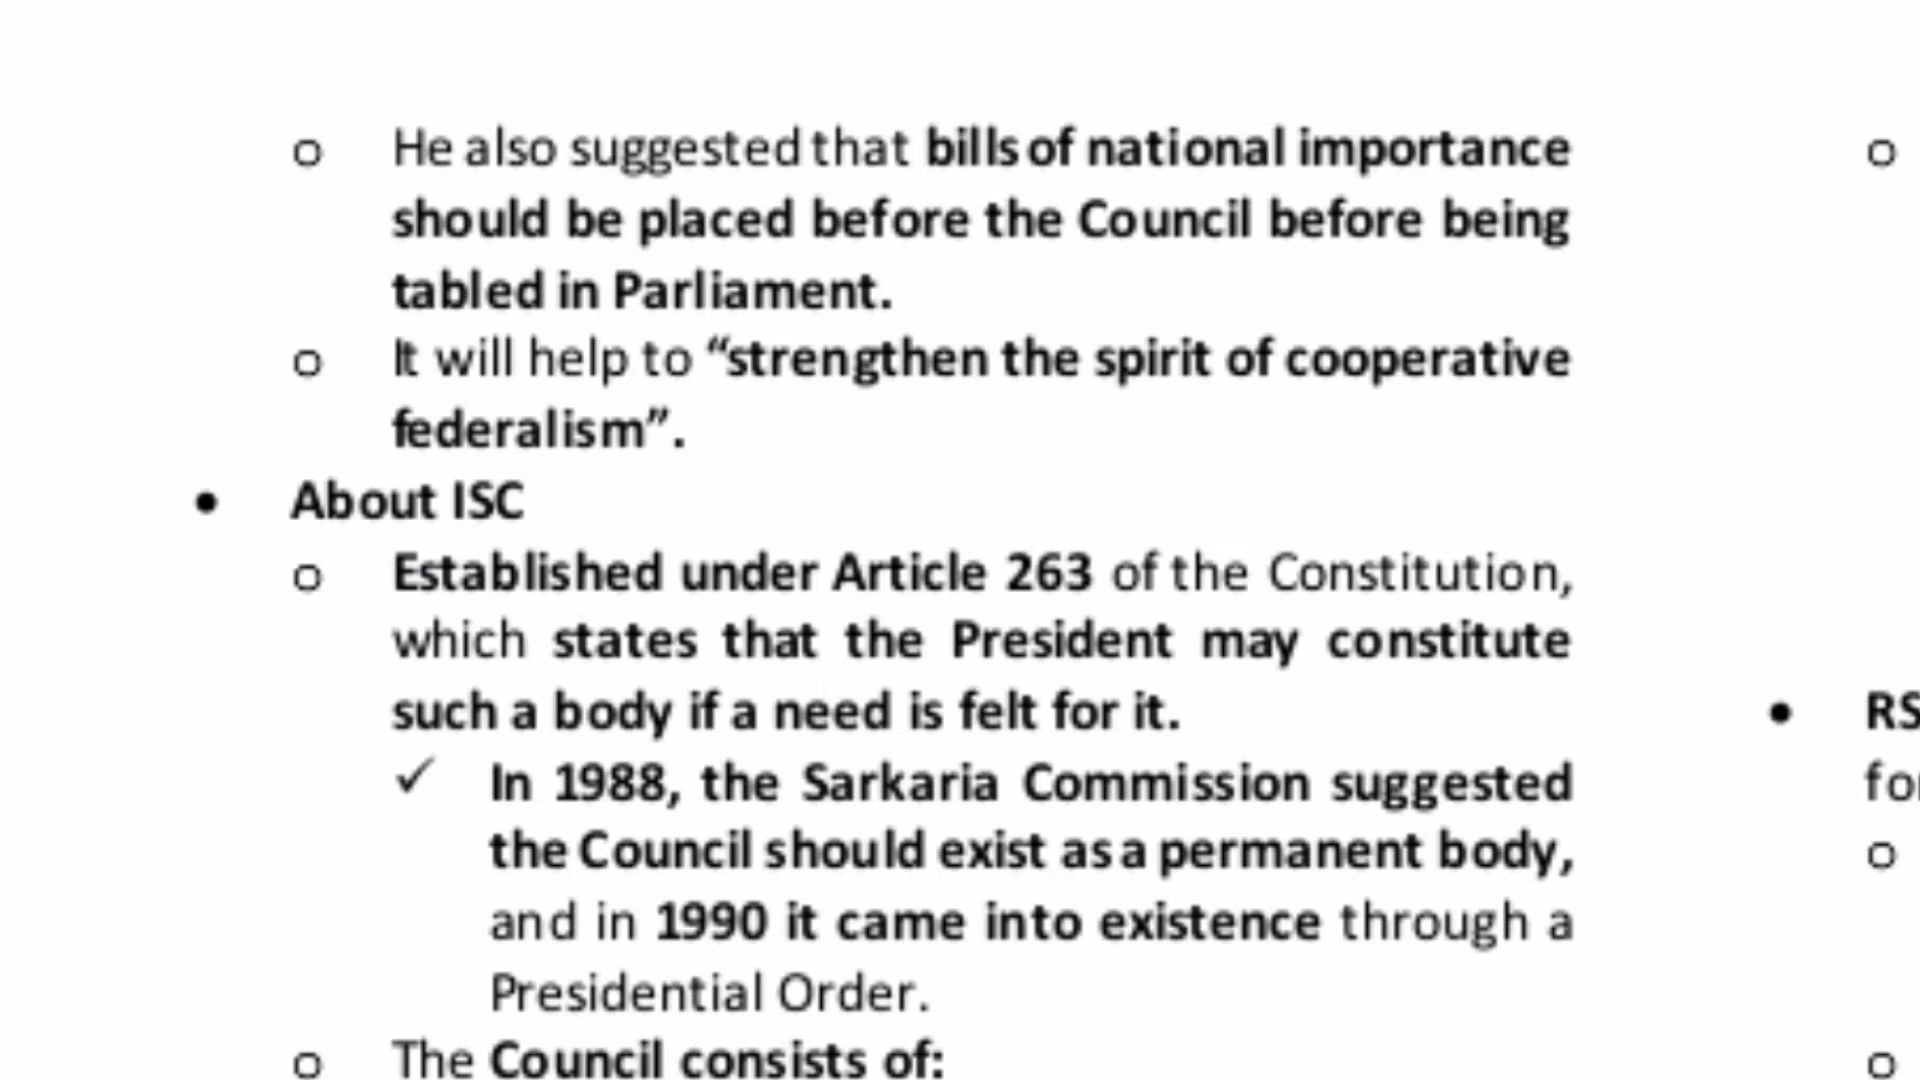 He also suggested that bills of national importance
should be placed before the Council before being
tabled in Parliament.
It will help to “strengthen the spirit of cooperative
federalism”.
About ISC
Established under Article 263 of the Constitution,
which states that the President may constitute
such a body if a need is felt for it.
In 1988, the Sarkaria Commission suggested
the Council should exist as a permanent body,
and in 1990 it came into existence through a
Presidential Order.
The Council consists of:
RS